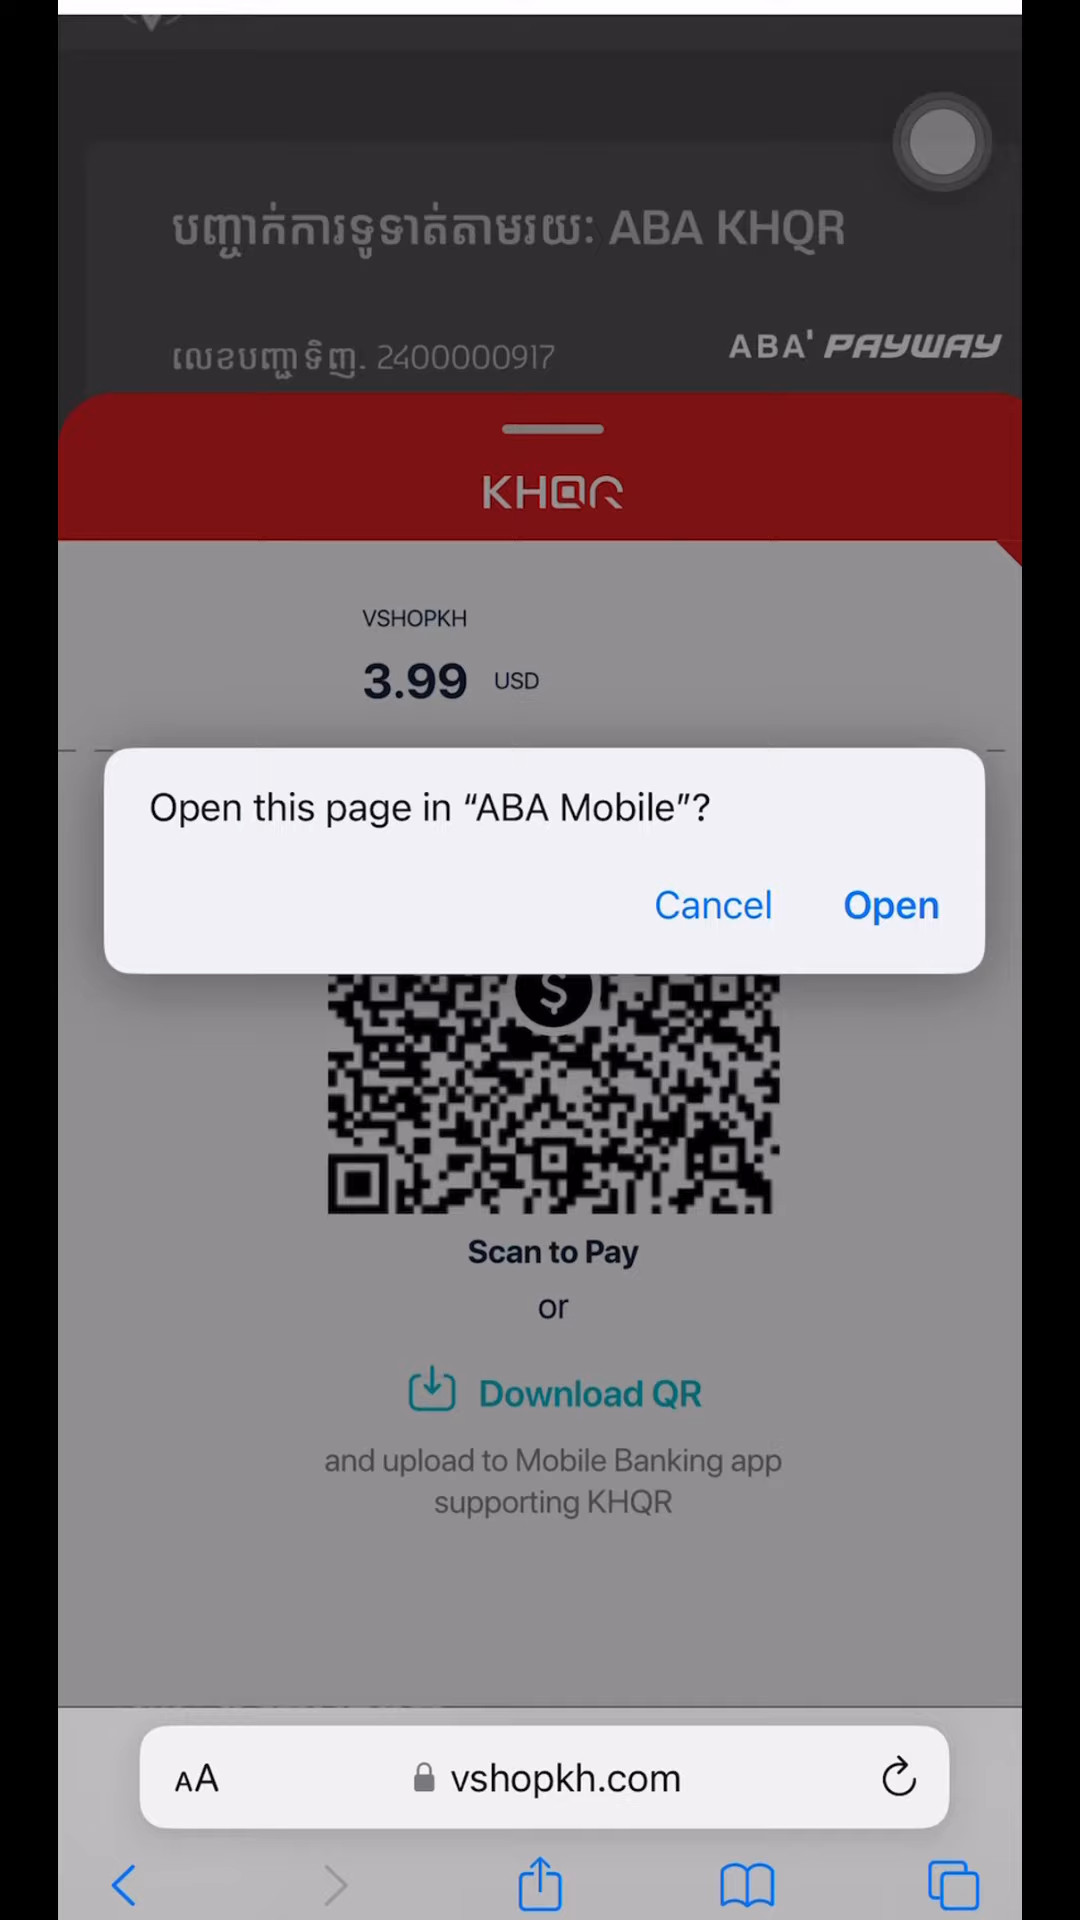 បញ្ជាក់ការទូទាត់តាមរយៈ ABA KHQR
លេខបញ្ជាទិញ. 2400000917
ABA' PAYWAY
KHQR
VSHOPKH
3.99 USD
Open this page in “ABA Mobile”?
Cancel Open
$
Scan to Pay
or
Download QR
and upload to Mobile Banking app
supporting KHQR
AA vshopkh.com